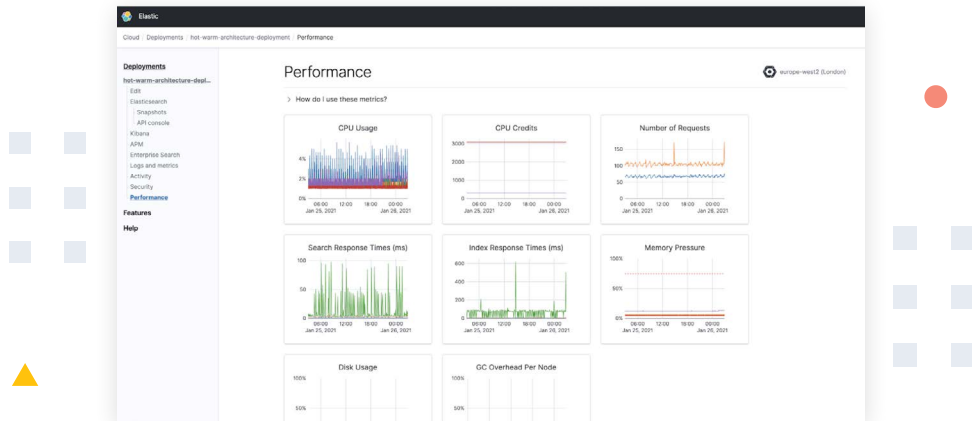 Elastic
Cloud Deployments hot-warm-architecture-deployment Performance
Deployments
hot-warm-architecture-depl...
Edit
Elasticsearch
Snapshots
API console
Kibana
APM
Enterprise Search
Logs and metrics
Activity
Security
Performance
Features
Help
Performance
europe-west2 (London)
How do I use these metrics?
CPU Usage
4%
2%
0%
06:00 12:00 18:00 00:00
Jan 25, 2021 Jan 26, 2021
CPU Credits
3000
2000
1000
0
06:00 12:00 18:00 00:00
Jan 25, 2021 Jan 26, 2021
Number of Requests
150
100
50
0
06:00 12:00 18:00 00:00
Jan 25, 2021 Jan 26, 2021
Search Response Times (ms)
100
50
0
06:00 12:00 18:00 00:00
Jan 25, 2021 Jan 26, 2021
Index Response Times (ms)
600
400
200
0
06:00 12:00 18:00 00:00
Jan 25, 2021 Jan 26, 2021
Memory Pressure
100%
50%
0%
06:00 12:00 18:00 00:00
Jan 25, 2021 Jan 26, 2021
Disk Usage
100%
50%
GC Overhead Per Node
100%
50%